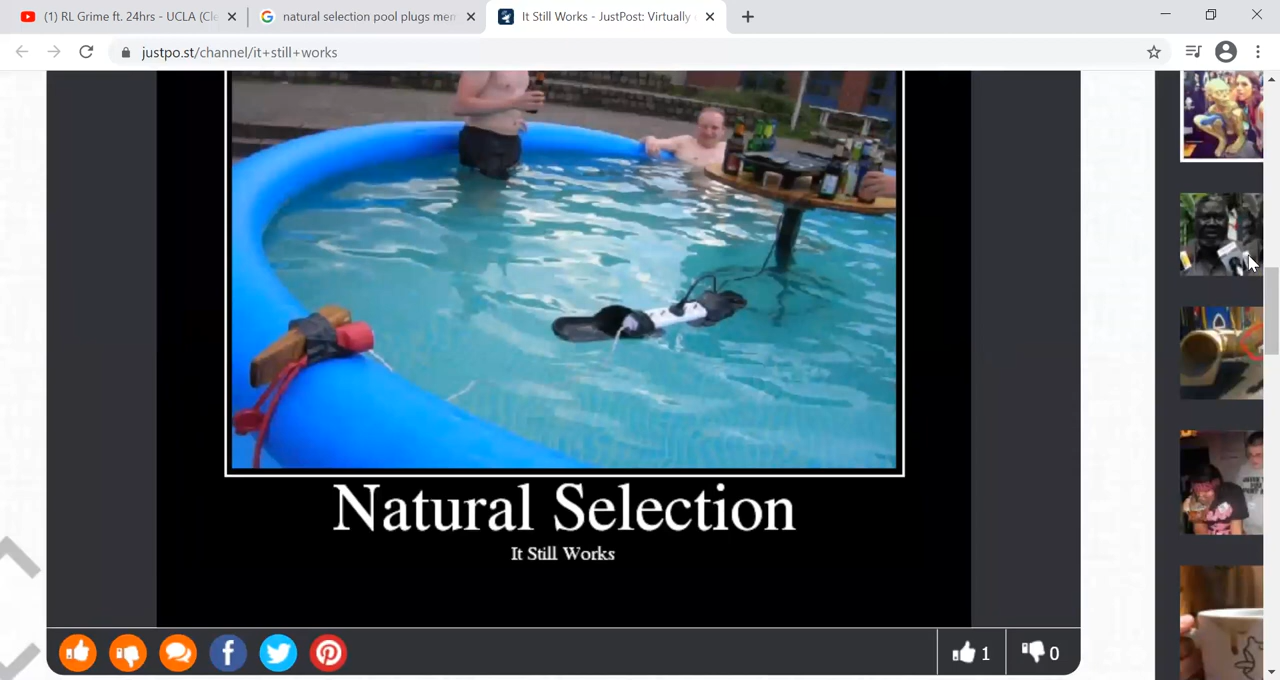 (1) RL Grime ft. 24hrs - UCLA (Cle
natural selection pool plugs mem
It Still Works - JustPost: Virtually
justpo.st/channel/it+still+works
Natural Selection
It Still Works
1
0